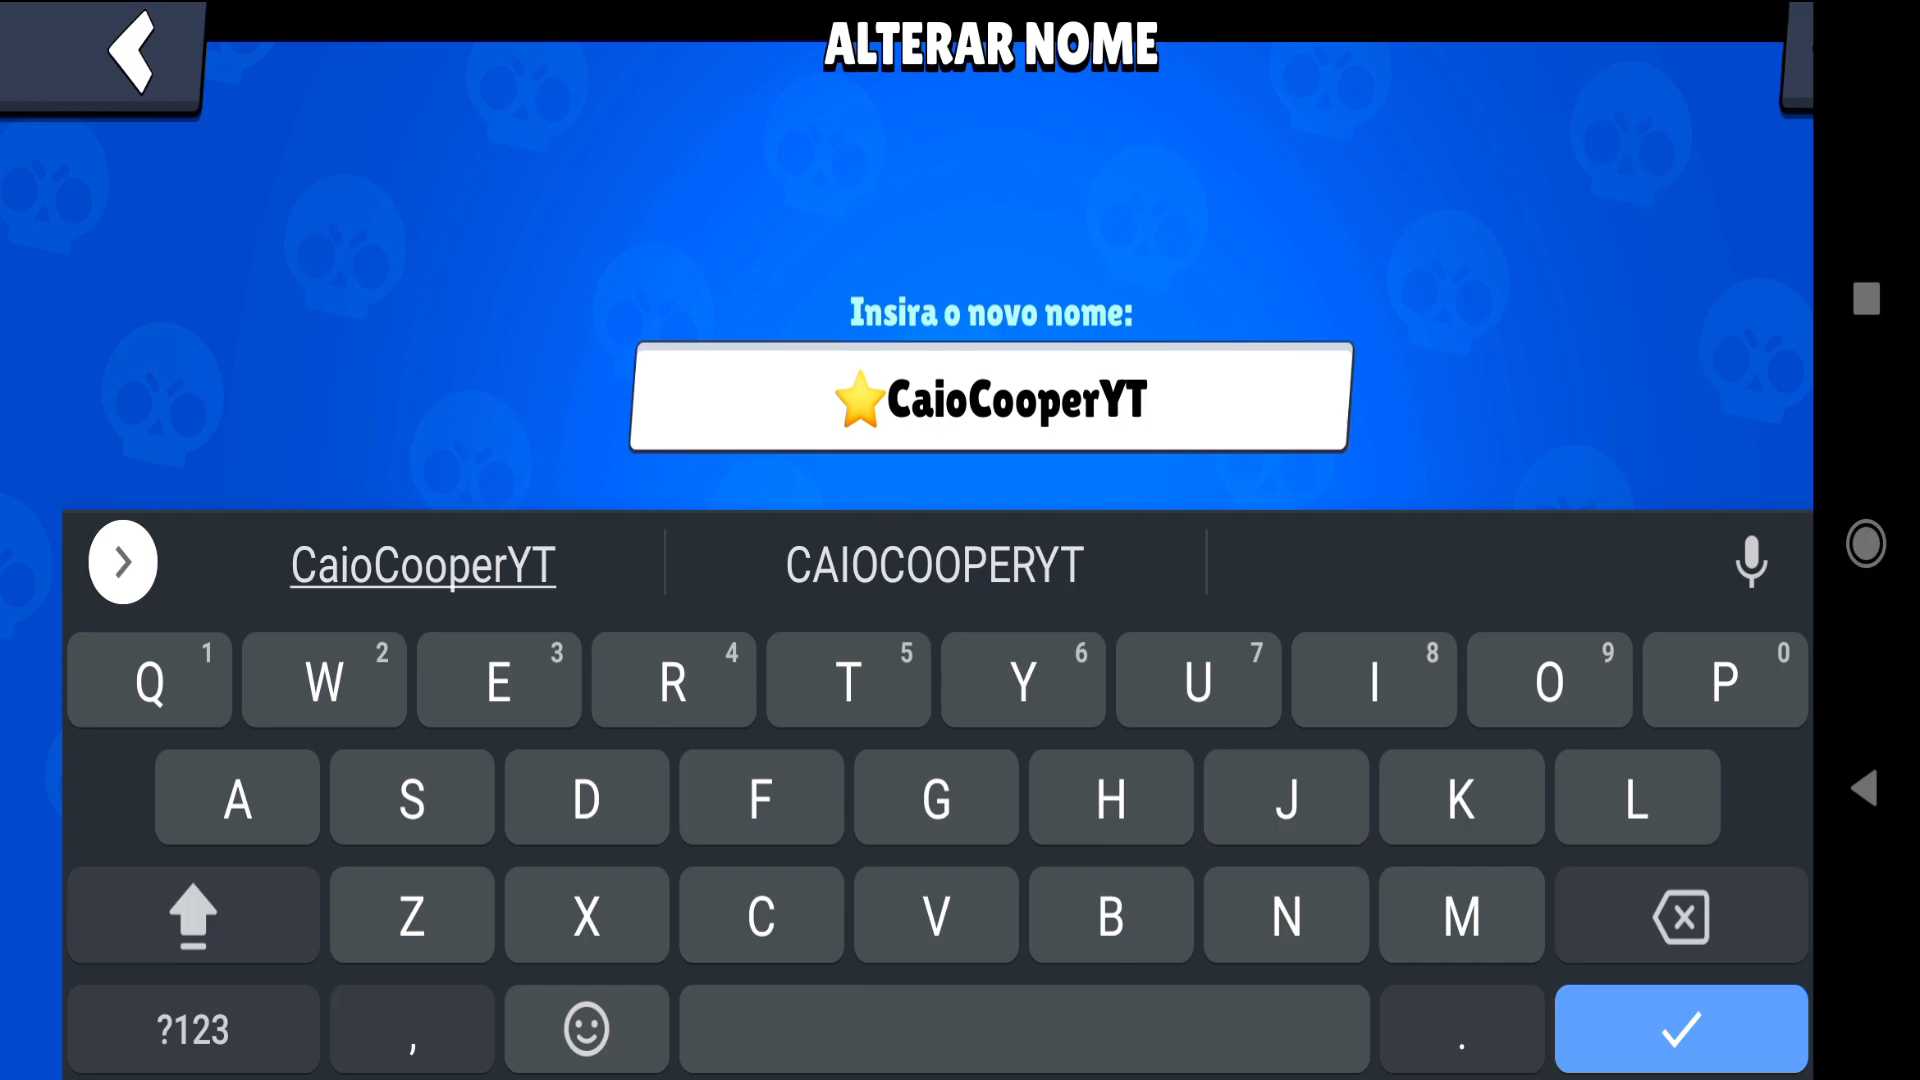 ALTERAR NOME
Insira o novo nome:
⭐CaioCooperYT
CaioCooperYT CAIOCOOPERYT
Q 1 W 2 E 3 R 4 T 5 Y 6 U 7 I 8 O 9 P 0
A S D F G H J K L
Z X C V B N M
?123 , .